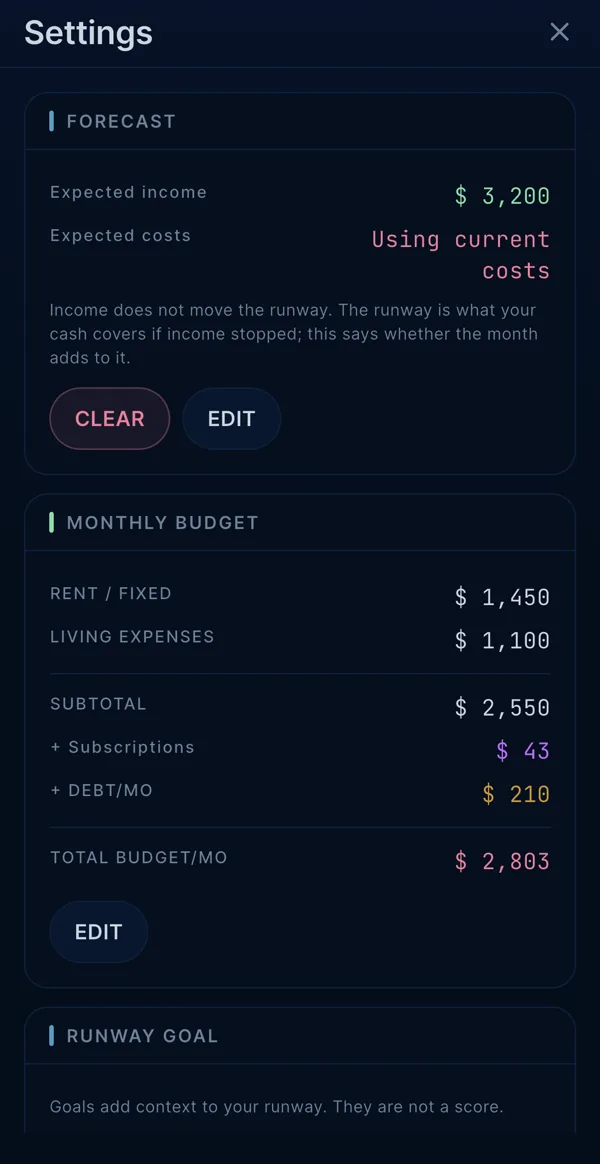 Settings
FORECAST
Expected income $ 3,200
Expected costs Using current
costs
Income does not move the runway. The runway is what your
cash covers if income stopped; this says whether the month
adds to it.
CLEAR EDIT
MONTHLY BUDGET
RENT / FIXED $ 1,450
LIVING EXPENSES $ 1,100
SUBTOTAL $ 2,550
+ Subscriptions $ 43
+ DEBT/MO $ 210
TOTAL BUDGET/MO $ 2,803
EDIT
RUNWAY GOAL
Goals add context to your runway. They are not a score.